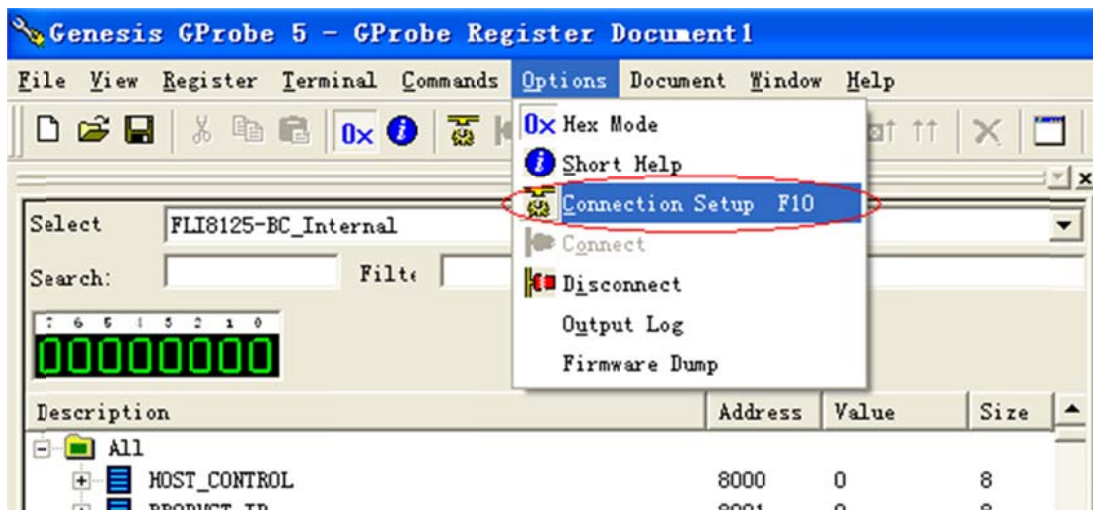 Genesis GProbe 5 - GProbe Register Document1
File View Register Terminal Commands Options Document Window Help
0x
0x Hex Mode
Short Help
Connection Setup F10
Connect
Disconnect
Output Log
Firmware Dump
Select FLI8125-BC_Internal
Search: Filte
7 6 5 4 3 2 1 0
00000000
Description Address Value Size
All
HOST_CONTROL 8000 0 8